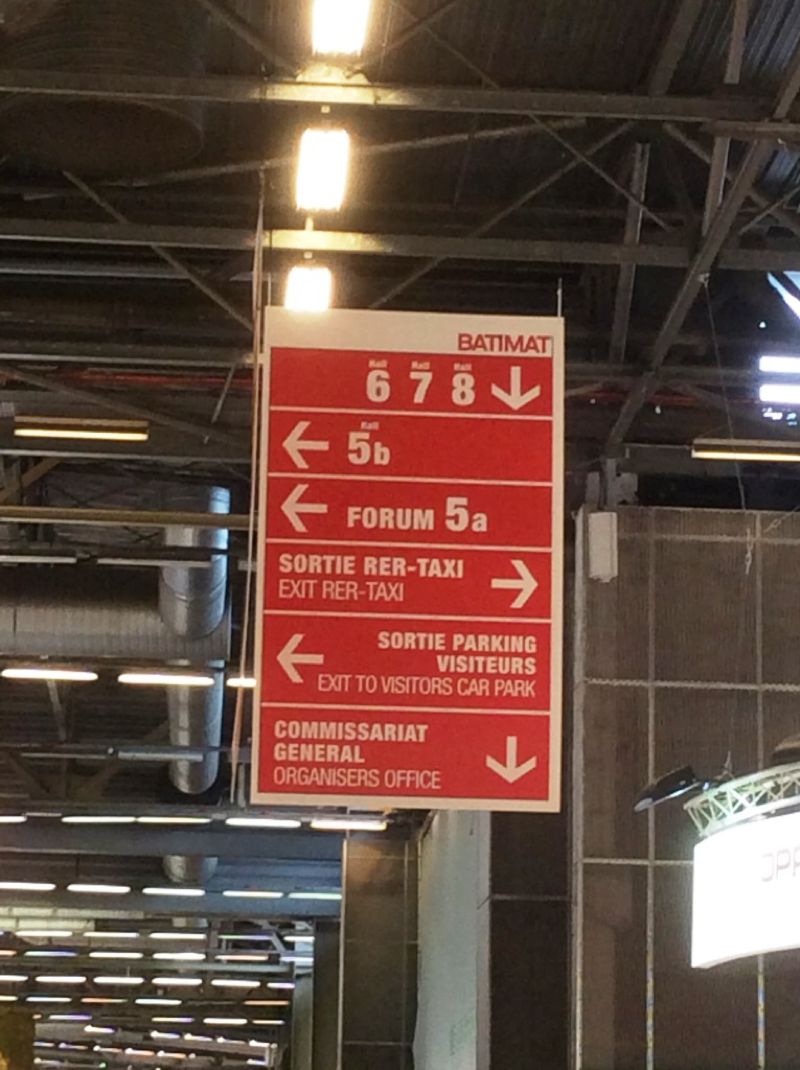 BATIMAT
Hall Hall Hall
6 7 8
Hall
5b
FORUM 5a
SORTIE RER-TAXI
EXIT RER-TAXI
SORTIE PARKING
VISITEURS
EXIT TO VISITORS CAR PARK
COMMISSARIAT
GENERAL
ORGANISERS OFFICE